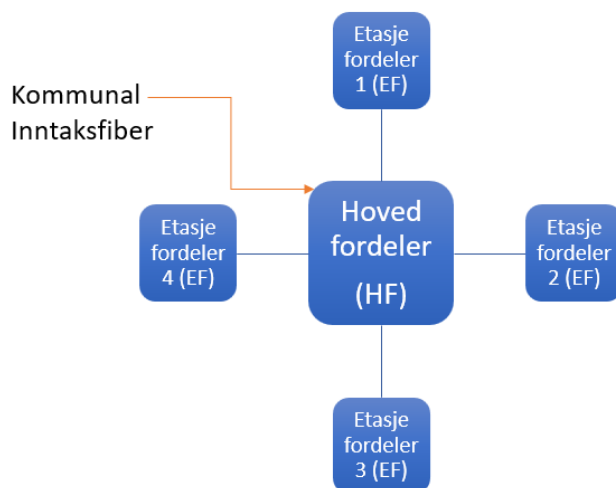 Etasje
fordeler
1 (EF)
Kommunal
Inntaksfiber
Hoved
fordeler
(HF)
Etasje
fordeler
4 (EF)
Etasje
fordeler
2 (EF)
Etasje
fordeler
3 (EF)